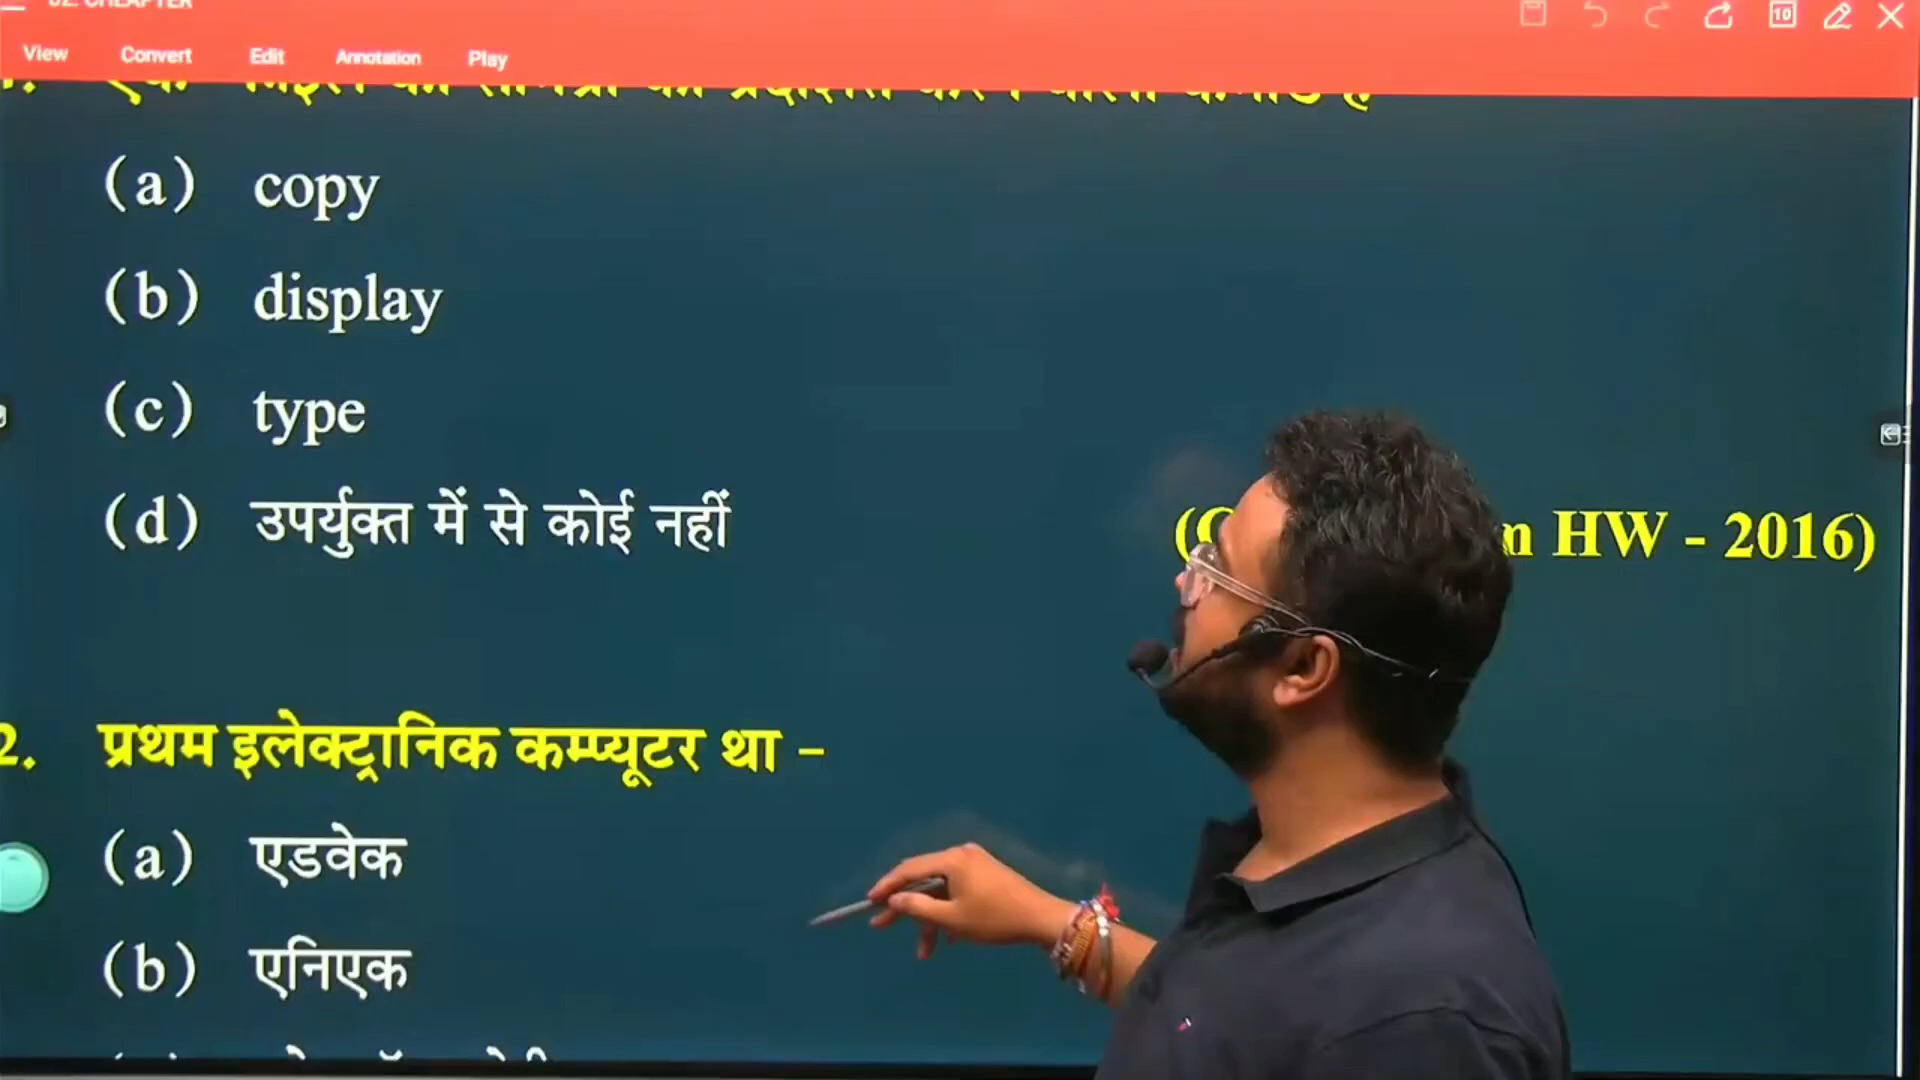 View Convert Edit Annotation Play
10
(a) copy
(b) display
(c) type
(d) उपर्युक्त में से कोई नहीं
HW - 2016)
2. प्रथम इलेक्ट्रानिक कम्प्यूटर था –
(a) एडवेक
(b) एनिएक